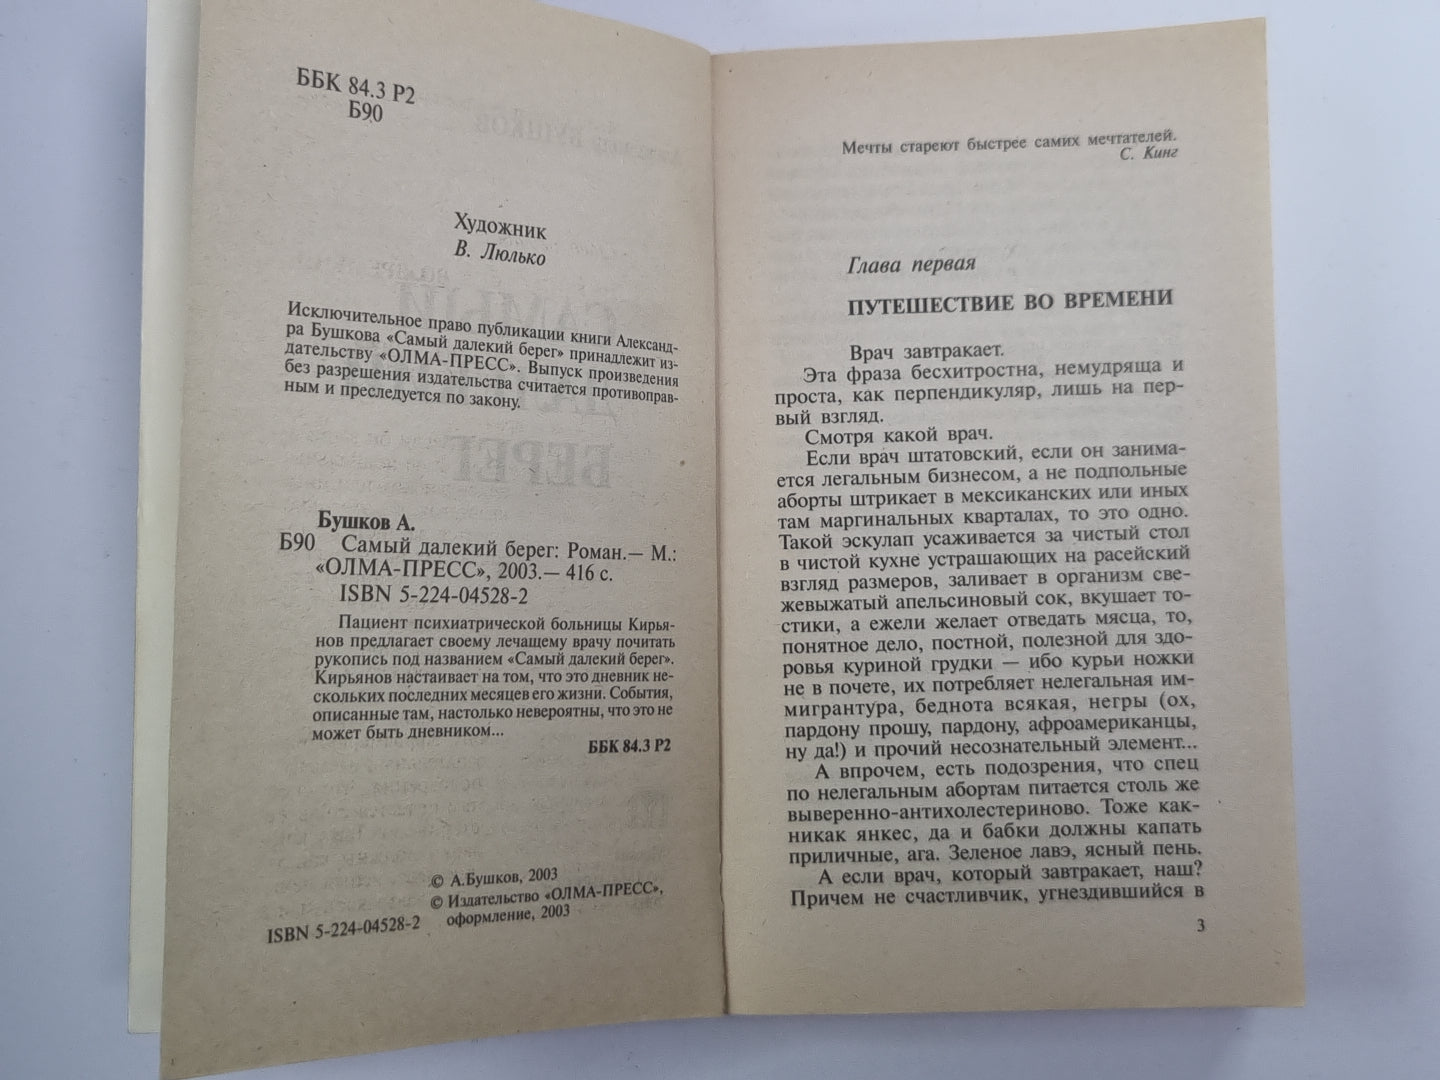 ББК 84.3 Р2
Б90
Художник
В. Люлько
Исключительное право публикации книги Александ-
ра Бушкова «Самый далекий берег» принадлежит из-
дательству «ОЛМА-ПРЕСС». Выпуск произведения
без разрешения издательства считается противоправ-
ным и преследуется по закону.
Бушков А.
Б90 Самый далекий берег: Роман.— М.:
«ОЛМА-ПРЕСС», 2003.— 416 с.
ISBN 5-224-04528-2
Пациент психиатрической больницы Кирья-
нов предлагает своему лечащему врачу почитать
рукопись под названием «Самый далекий берег».
Кирьянов настаивает на том, что это дневник не-
скольких последних месяцев его жизни. События,
описанные там, настолько невероятны, что это не
может быть дневником...
ББК 84.3 Р2
© А.Бушков, 2003
© Издательство «ОЛМА-ПРЕСС»,
оформление, 2003
ISBN 5-224-04528-2
Мечты стареют быстрее самих мечтателей.
С. Кинг
Глава первая
ПУТЕШЕСТВИЕ ВО ВРЕМЕНИ
Врач завтракает.
Эта фраза бесхитростна, немудряща и
проста, как перпендикуляр, лишь на пер-
вый взгляд.
Смотря какой врач.
Если врач штатовский, если он занима-
ется легальным бизнесом, а не подпольные
аборты штрикает в мексиканских или иных
там маргинальных кварталах, то это одно.
Такой эскулап усаживается за чистый стол
в чистой кухне устрашающих на расейский
взгляд размеров, заливает в организм све-
жевыжатый апельсиновый сок, вкушает то-
стики, а ежели желает отведать мясца, то,
понятное дело, постной, полезной для здо-
ровья куриной грудки — ибо курьи ножки
не в почете, их потребляет нелегальная им-
мигрантура, беднота всякая, негры (ох,
пардону прошу, пардону, афроамериканцы,
ну да!) и прочий несознательный элемент...
А впрочем, есть подозрения, что спец
по нелегальным абортам питается столь же
выверенно-антихолестериново. Тоже как-
никак янкес, да и бабки должны капать
приличные, ага. Зеленое лавэ, ясный пень.
А если врач, который завтракает, наш?
Причем не счастливчик, угнездившийся в
3